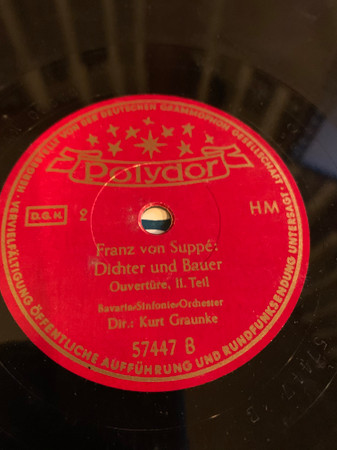 HERGESTELLT VON DER DEUTSCHEN GRAMMOPHON GESELLSCHAFT ·
Polydor
D.G.H. 2 HM
Franz von Suppé:
Dichter und Bauer
Ouvertüre, II. Teil
Bavaria-Sinfonie-Orchester
Dir.: Kurt Graunke
57447 B
VERVIELFÄLTIGUNG ÖFFENTLICHE AUFFÜHRUNG UND RUNDFUNKSENDUNG UNTERSAGT ·